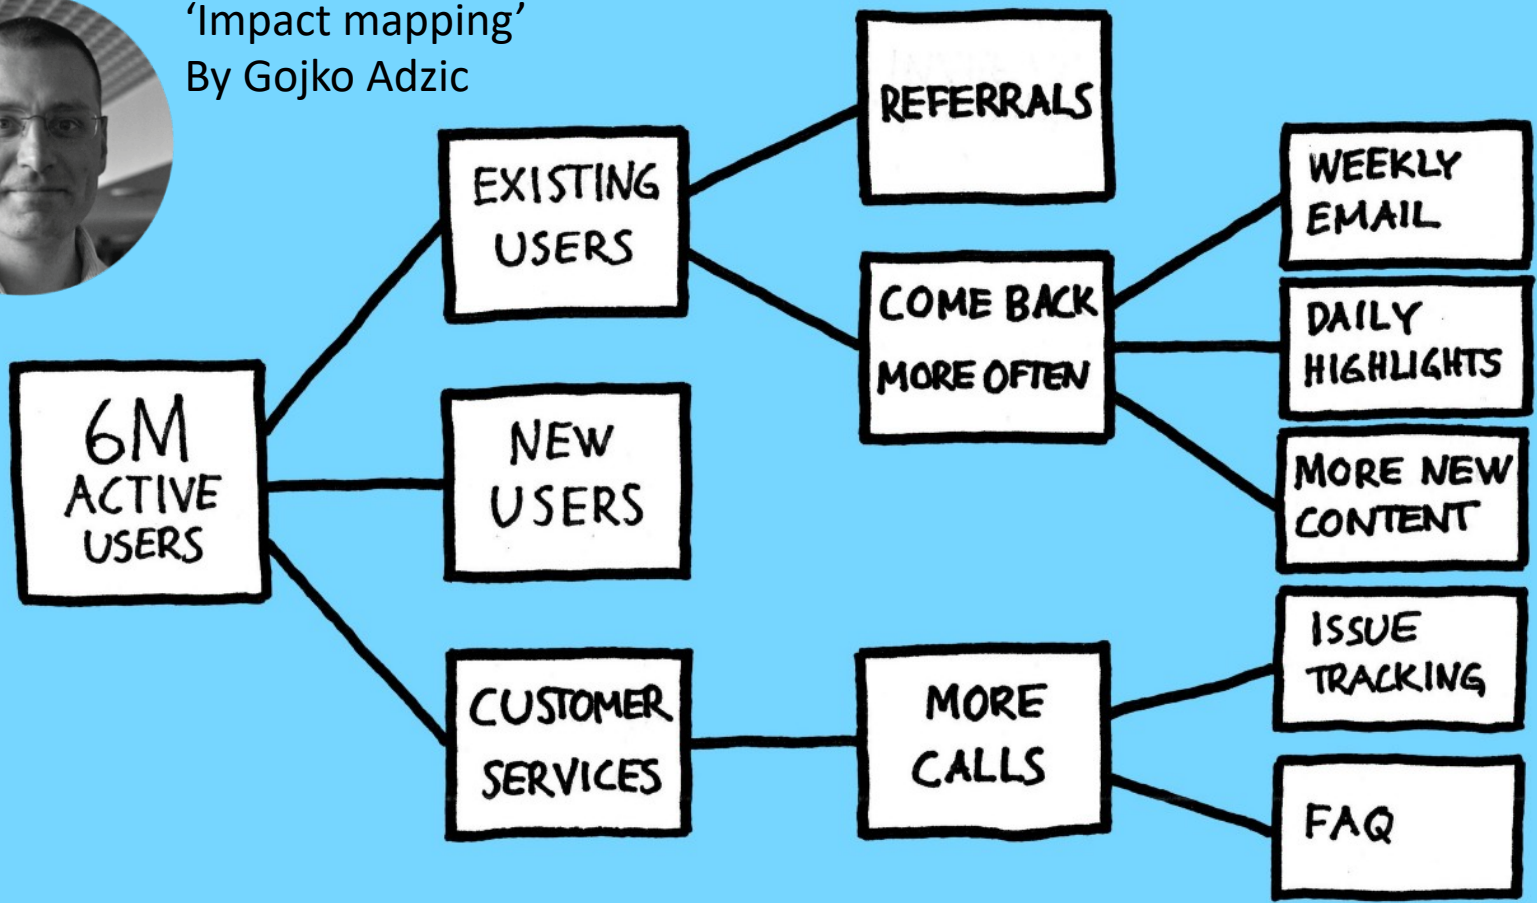 ‘Impact mapping’
By Gojko Adzic
REFERRALS
EXISTING
USERS
WEEKLY
EMAIL
COME BACK
MORE OFTEN
DAILY
HIGHLIGHTS
6M
ACTIVE
USERS
NEW
USERS
MORE NEW
CONTENT
ISSUE
TRACKING
CUSTOMER
SERVICES
MORE
CALLS
FAQ